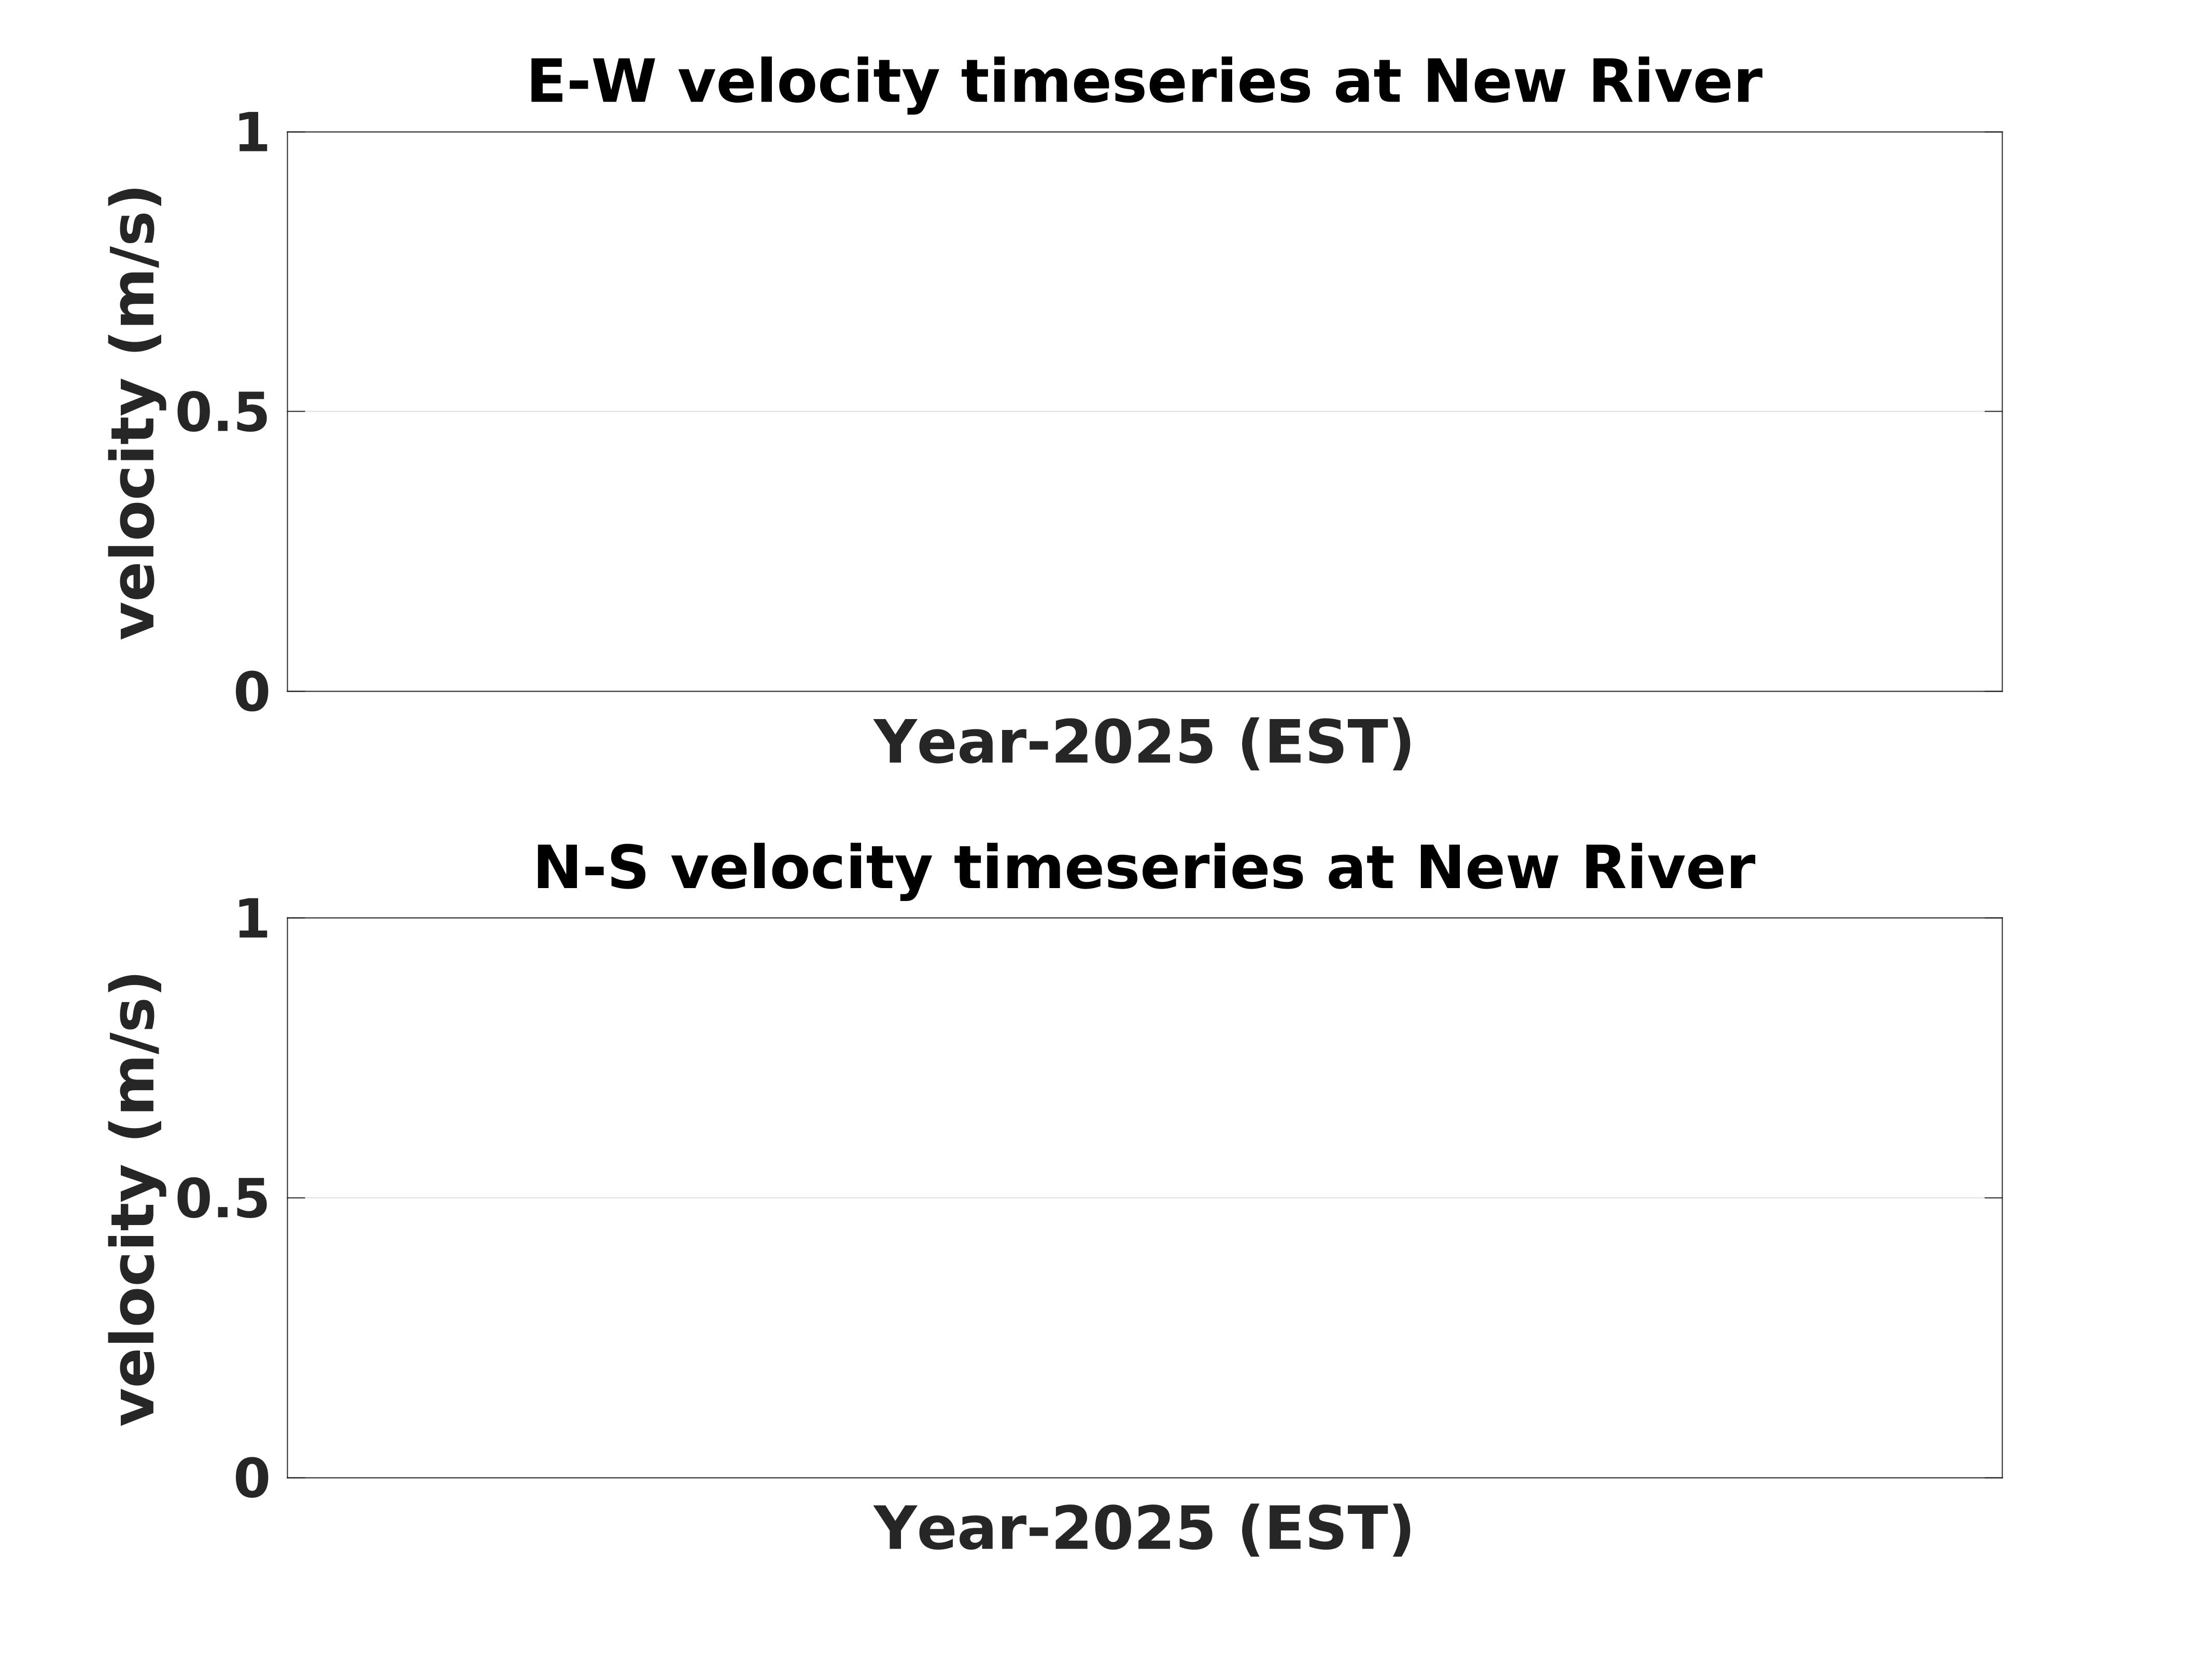 E-W velocity timeseries at New River
1
velocity (m/s)
0.5
0
Year-2025 (EST)
N-S velocity timeseries at New River
1
velocity (m/s)
0.5
0
Year-2025 (EST)